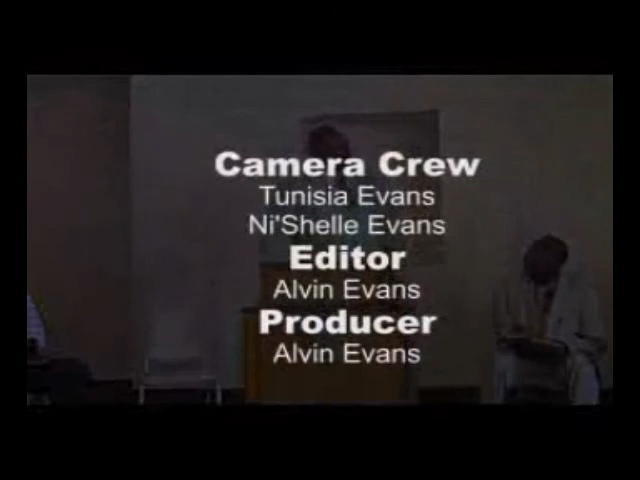 Camera Crew
Tunisia Evans
Ni'Shelle Evans
Editor
Alvin Evans
Producer
Alvin Evans